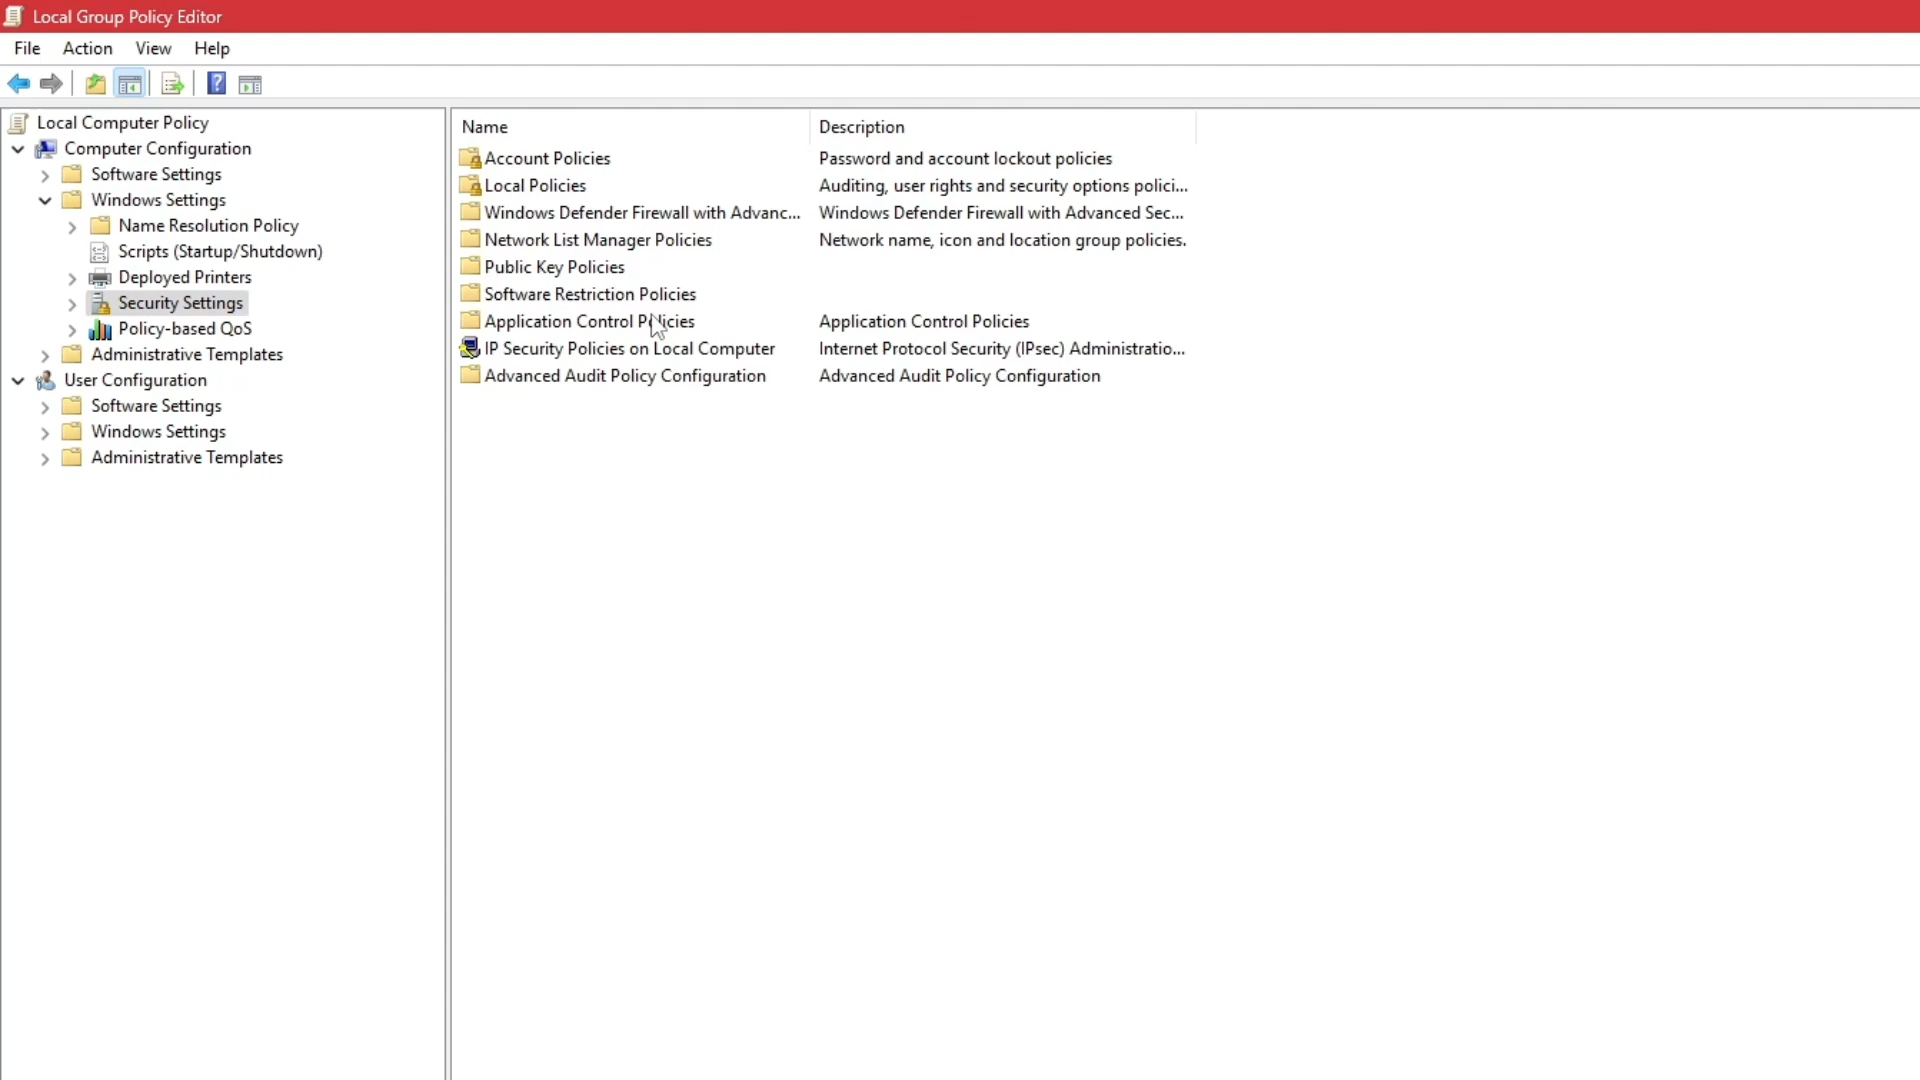 Local Group Policy Editor
File Action View Help
Local Computer Policy
Computer Configuration
Software Settings
Windows Settings
Name Resolution Policy
Scripts (Startup/Shutdown)
Deployed Printers
Security Settings
Policy-based QoS
Administrative Templates
User Configuration
Software Settings
Windows Settings
Administrative Templates
Name Description
Account Policies Password and account lockout policies
Local Policies Auditing, user rights and security options polici...
Windows Defender Firewall with Advanc... Windows Defender Firewall with Advanced Sec...
Network List Manager Policies Network name, icon and location group policies.
Public Key Policies
Software Restriction Policies
Application Control Policies Application Control Policies
IP Security Policies on Local Computer Internet Protocol Security (IPsec) Administratio...
Advanced Audit Policy Configuration Advanced Audit Policy Configuration